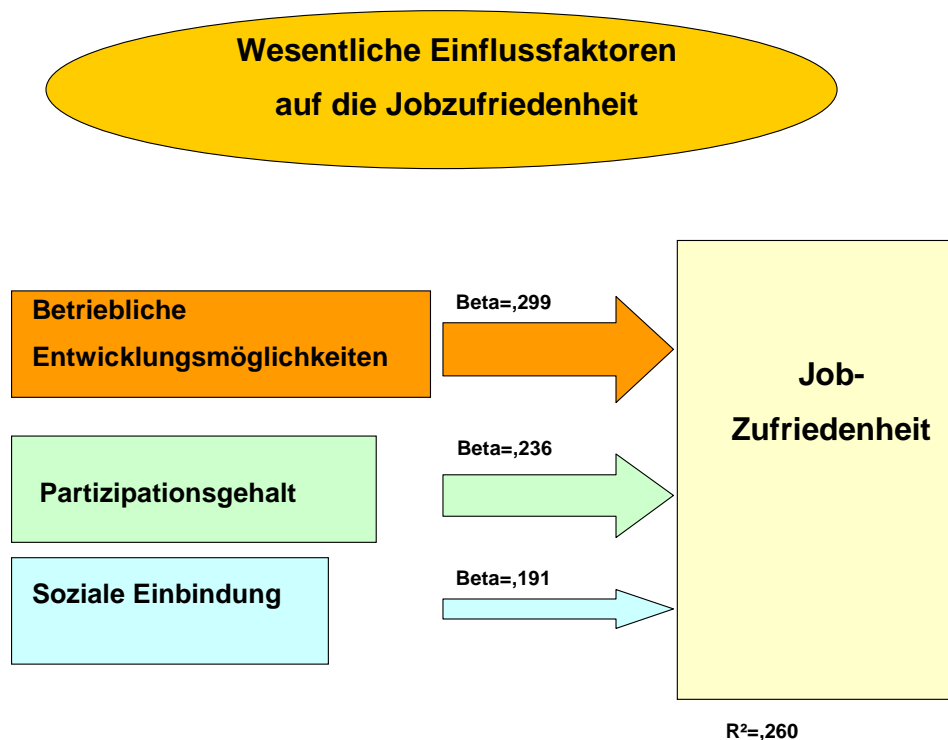 Wesentliche Einflussfaktoren
auf die Jobzufriedenheit
Betriebliche
Entwicklungsmöglichkeiten
Beta=,299
Partizipationsgehalt
Beta=,236
Soziale Einbindung
Beta=,191
Job-
Zufriedenheit
R²=,260